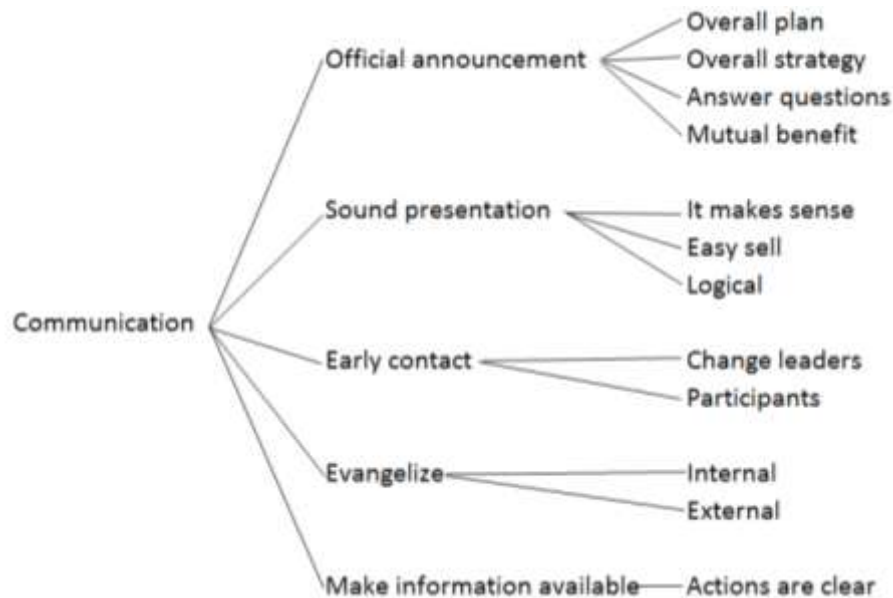 Communication
Official announcement
Overall plan
Overall strategy
Answer questions
Mutual benefit
Sound presentation
It makes sense
Easy sell
Logical
Early contact
Change leaders
Participants
Evangelize
Internal
External
Make information available
Actions are clear